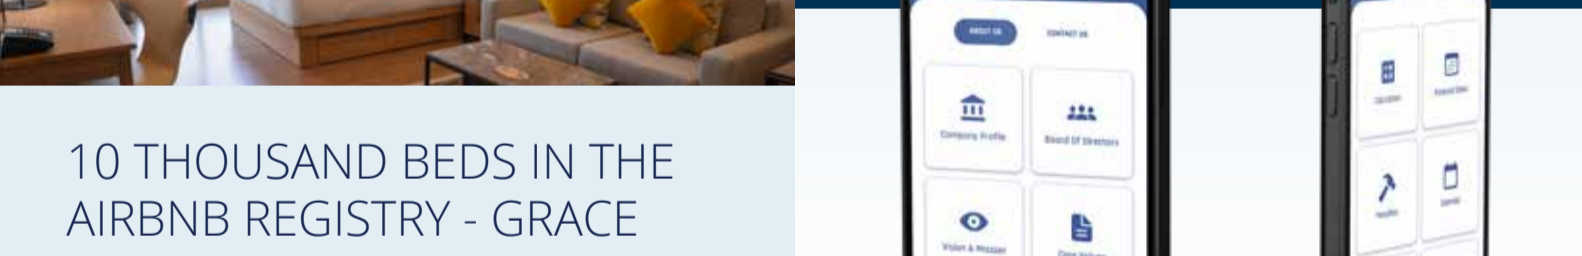 10 THOUSAND BEDS IN THE
AIRBNB REGISTRY - GRACE
ABOUT US
CONTACT US
Company Profile
Board Of Directors
Vision & Mission
Calendar